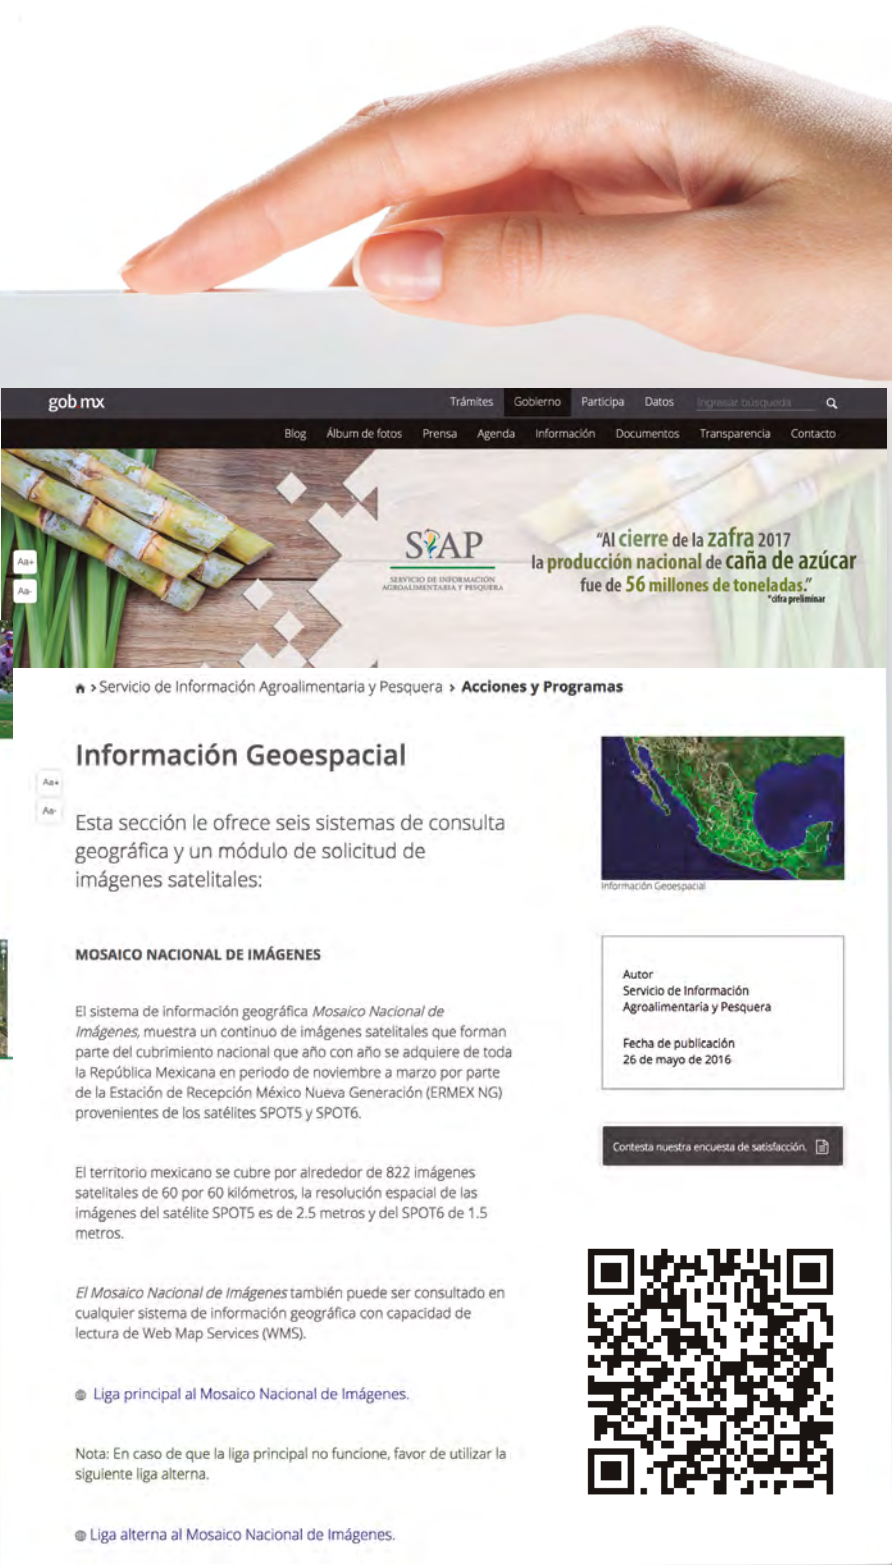 gob.mx
Trámites Gobierno Participa Datos Ingresar búsqueda
Blog Álbum de fotos Prensa Agenda Información Documentos Transparencia Contacto
SIAP
SERVICIO DE INFORMACIÓN
AGROALIMENTARIA Y PESQUERA
“Al cierre de la zafra 2017
la producción nacional de caña de azúcar
fue de 56 millones de toneladas.”
*cifra preliminar
Aa+
Aa-
> Servicio de Información Agroalimentaria y Pesquera > Acciones y Programas
Información Geoespacial
Aa+
Aa-
Esta sección le ofrece seis sistemas de consulta
geográfica y un módulo de solicitud de
imágenes satelitales:
Información Geoespacial
MOSAICO NACIONAL DE IMÁGENES
El sistema de información geográfica Mosaico Nacional de
Imágenes, muestra un continuo de imágenes satelitales que forman
parte del cubrimiento nacional que año con año se adquiere de toda
la República Mexicana en periodo de noviembre a marzo por parte
de la Estación de Recepción México Nueva Generación (ERMEX NG)
provenientes de los satélites SPOT5 y SPOT6.
El territorio mexicano se cubre por alrededor de 822 imágenes
satelitales de 60 por 60 kilómetros, la resolución espacial de las
imágenes del satélite SPOT5 es de 2.5 metros y del SPOT6 de 1.5
metros.
El Mosaico Nacional de Imágenes también puede ser consultado en
cualquier sistema de información geográfica con capacidad de
lectura de Web Map Services (WMS).
Liga principal al Mosaico Nacional de Imágenes.
Nota: En caso de que la liga principal no funcione, favor de utilizar la
siguiente liga alterna.
Liga alterna al Mosaico Nacional de Imágenes.
Autor
Servicio de Información
Agroalimentaria y Pesquera
Fecha de publicación
26 de mayo de 2016
Contesta nuestra encuesta de satisfacción.